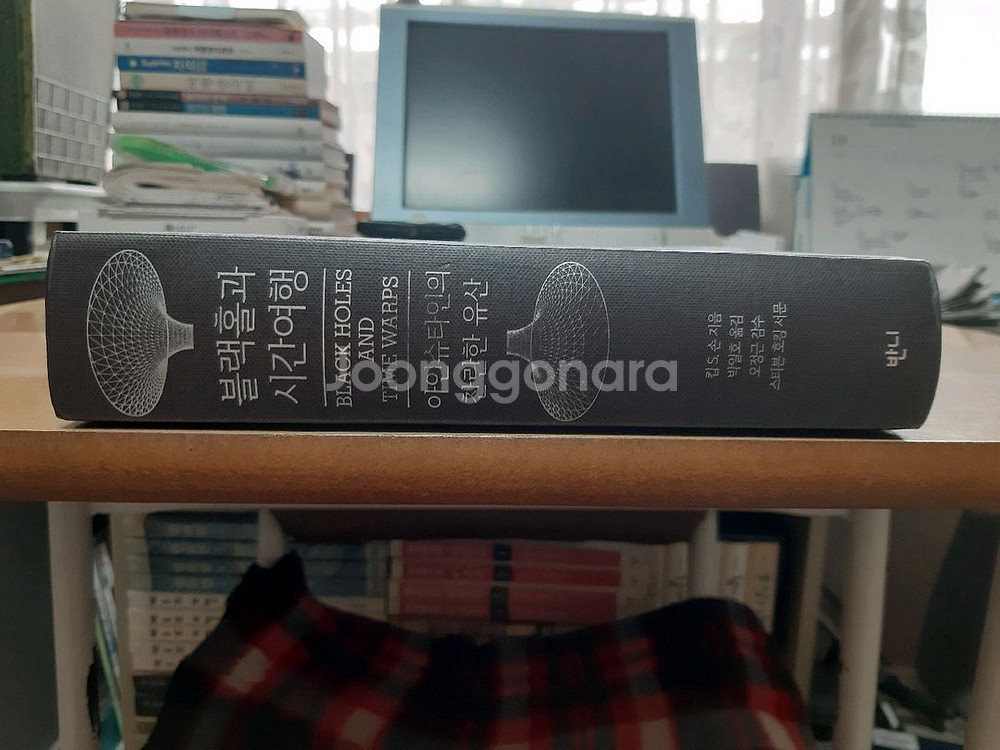 블랙홀과
시간여행
BLACK HOLES
AND
TIME WARPS
아인슈타인의
찬란한 유산
킵 S. 손 지음
박일호 옮김
오정근 감수
스티븐 호킹 서문
반니
Joonggonara